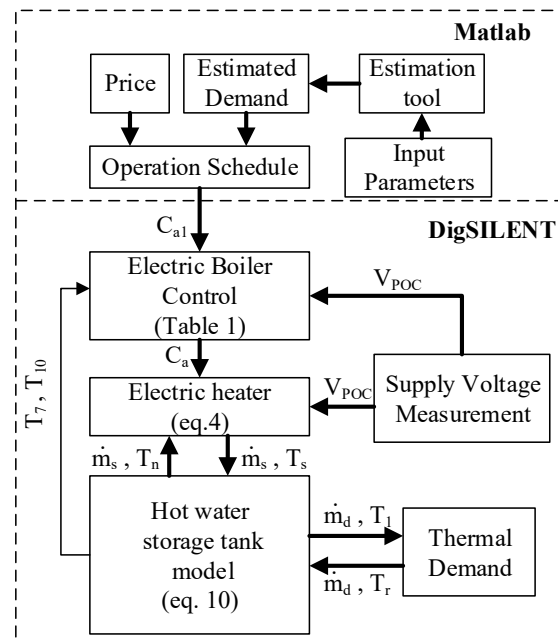 Matlab
Price
Estimated
Demand
Estimation
tool
Operation Schedule
Input
Parameters
DigSILENT
C_a1
Electric Boiler
Control
(Table 1)
V_POC
C_a
T_7 , T_10
Electric heater
(eq.4)
V_POC
Supply Voltage
Measurement
ṁ_s , T_n
ṁ_s , T_s
Hot water
storage tank
model
(eq. 10)
ṁ_d , T_1
ṁ_d , T_r
Thermal
Demand